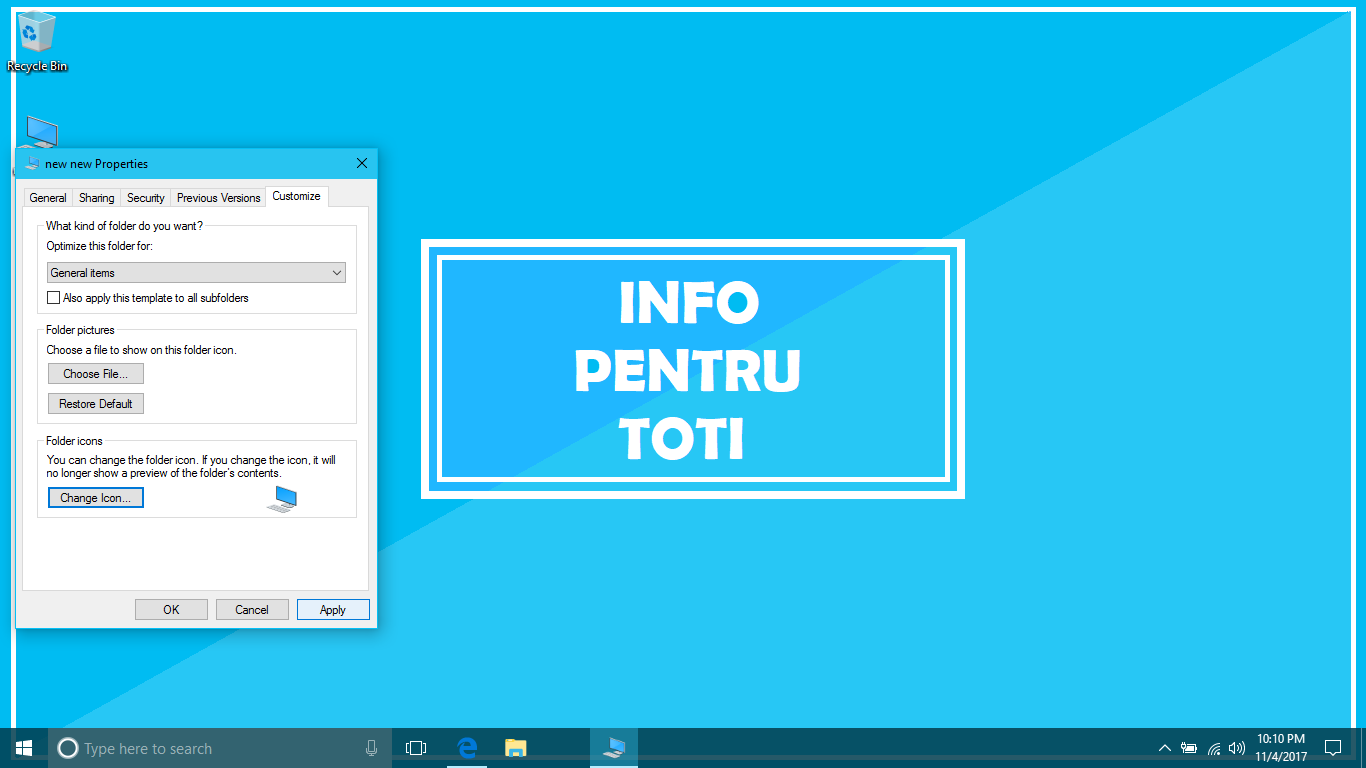 Recycle Bin
new new Properties
General Sharing Security Previous Versions Customize
What kind of folder do you want?
Optimize this folder for:
General items
Also apply this template to all subfolders
Folder pictures
Choose a file to show on this folder icon.
Choose File...
Restore Default
Folder icons
You can change the folder icon. If you change the icon, it will
no longer show a preview of the folder's contents.
Change Icon...
OK Cancel Apply
INFO
PENTRU
TOTI
Type here to search
10:10 PM
11/4/2017